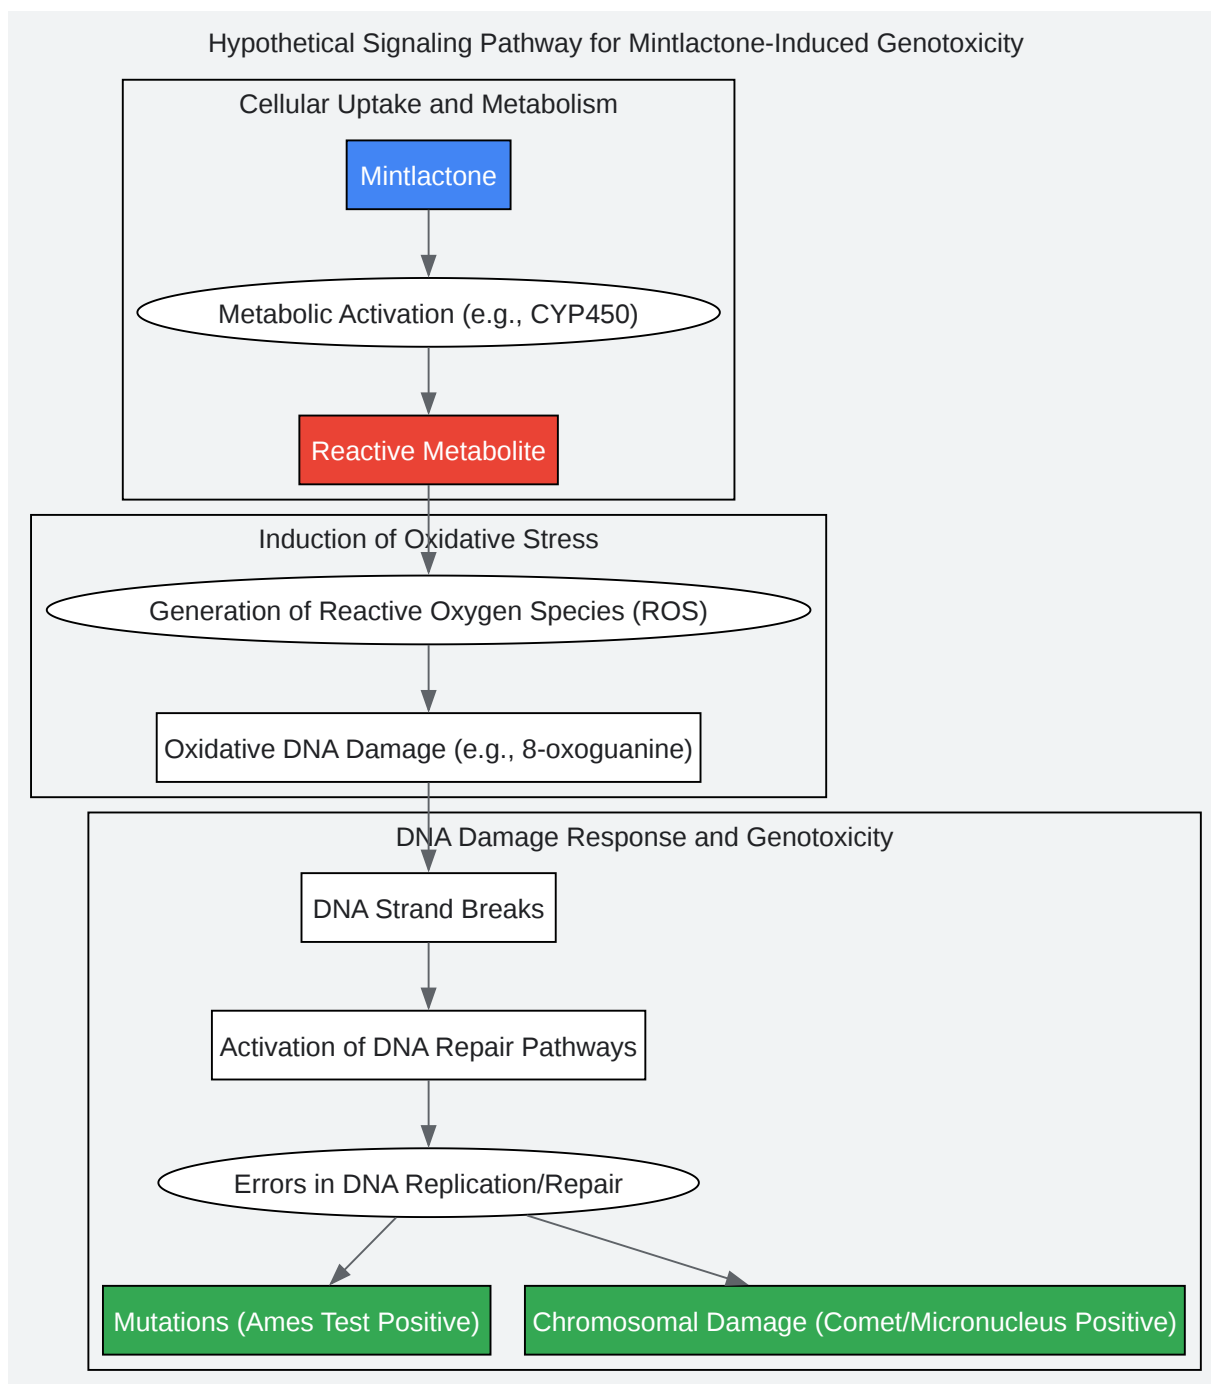 Hypothetical Signaling Pathway for Mintlactone-Induced Genotoxicity
Cellular Uptake and Metabolism
Mintlactone
Metabolic Activation (e.g., CYP450)
Reactive Metabolite
Induction of Oxidative Stress
Generation of Reactive Oxygen Species (ROS)
Oxidative DNA Damage (e.g., 8-oxoguanine)
DNA Damage Response and Genotoxicity
DNA Strand Breaks
Activation of DNA Repair Pathways
Errors in DNA Replication/Repair
Mutations (Ames Test Positive)
Chromosomal Damage (Comet/Micronucleus Positive)